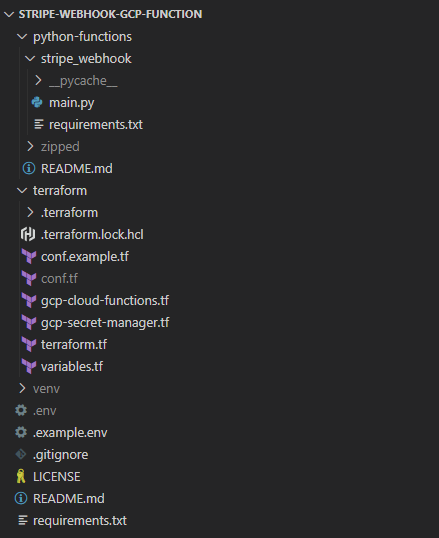 STRIPE-WEBHOOK-GCP-FUNCTION
python-functions
stripe_webhook
__pycache__
main.py
requirements.txt
zipped
README.md
terraform
.terraform
.terraform.lock.hcl
conf.example.tf
conf.tf
gcp-cloud-functions.tf
gcp-secret-manager.tf
terraform.tf
variables.tf
venv
.env
.example.env
.gitignore
LICENSE
README.md
requirements.txt